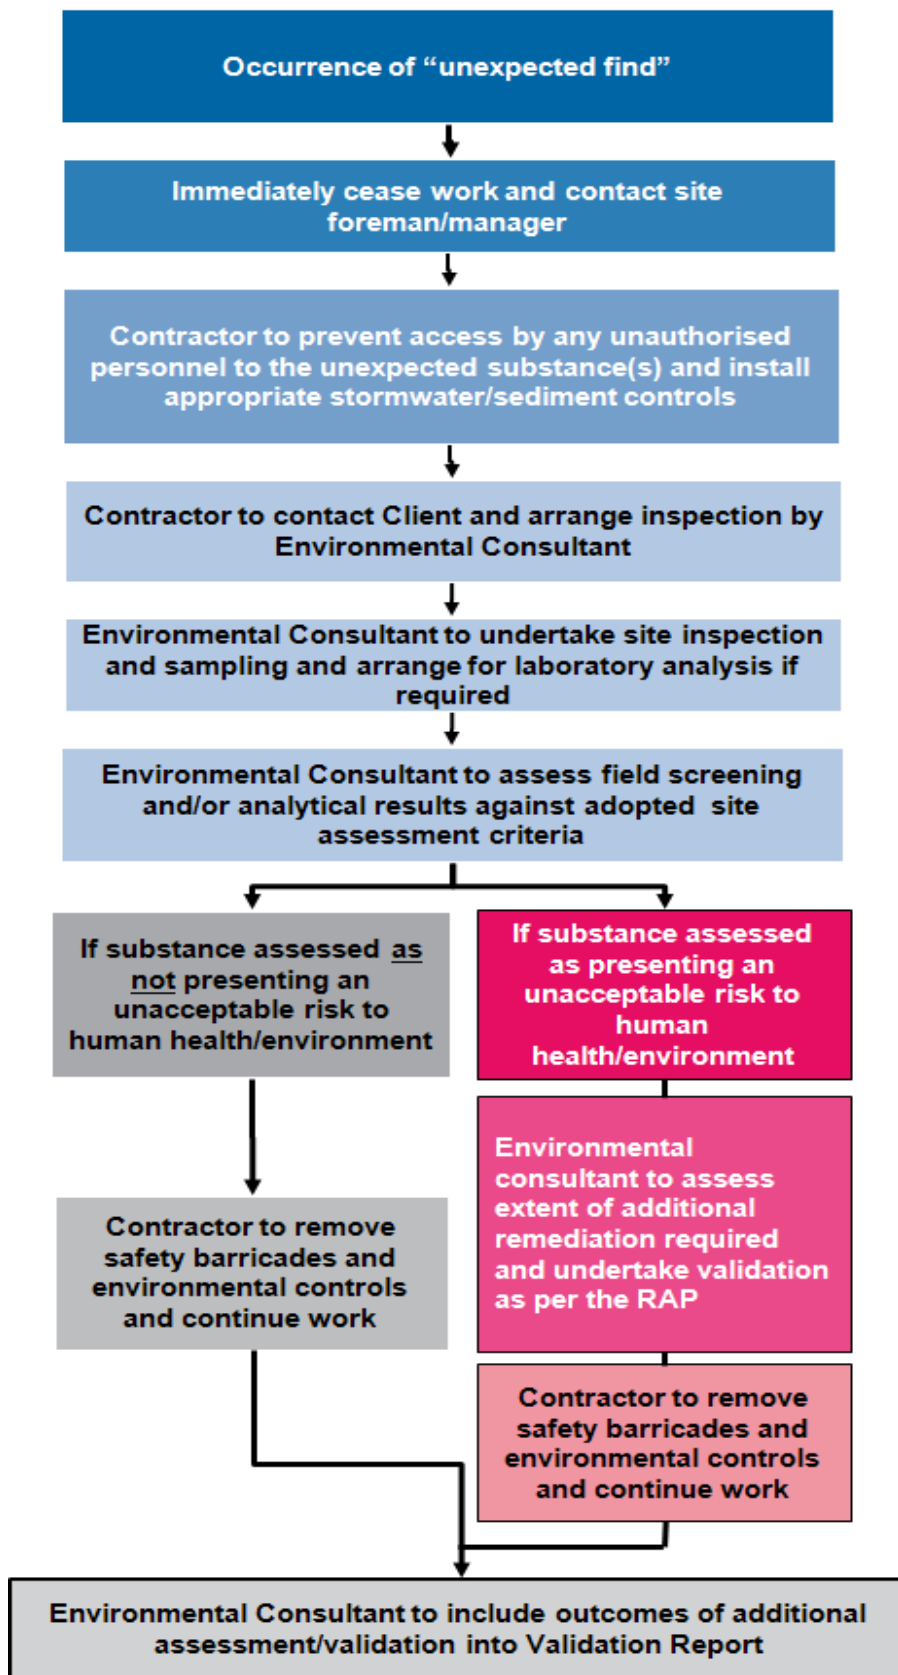 Occurrence of “unexpected find”
Immediately cease work and contact site
foreman/manager
Contractor to prevent access by any unauthorised
personnel to the unexpected substance(s) and install
appropriate stormwater/sediment controls
Contractor to contact Client and arrange inspection by
Environmental Consultant
Environmental Consultant to undertake site inspection
and sampling and arrange for laboratory analysis if
required
Environmental Consultant to assess field screening
and/or analytical results against adopted site
assessment criteria
If substance assessed as
not presenting an
unacceptable risk to
human health/environment
If substance assessed
as presenting an
unacceptable risk to
human
health/environment
Environmental
consultant to assess
extent of additional
remediation required
and undertake validation
as per the RAP
Contractor to remove
safety barricades and
environmental controls
and continue work
Contractor to remove
safety barricades and
environmental controls
and continue work
Environmental Consultant to include outcomes of additional
assessment/validation into Validation Report